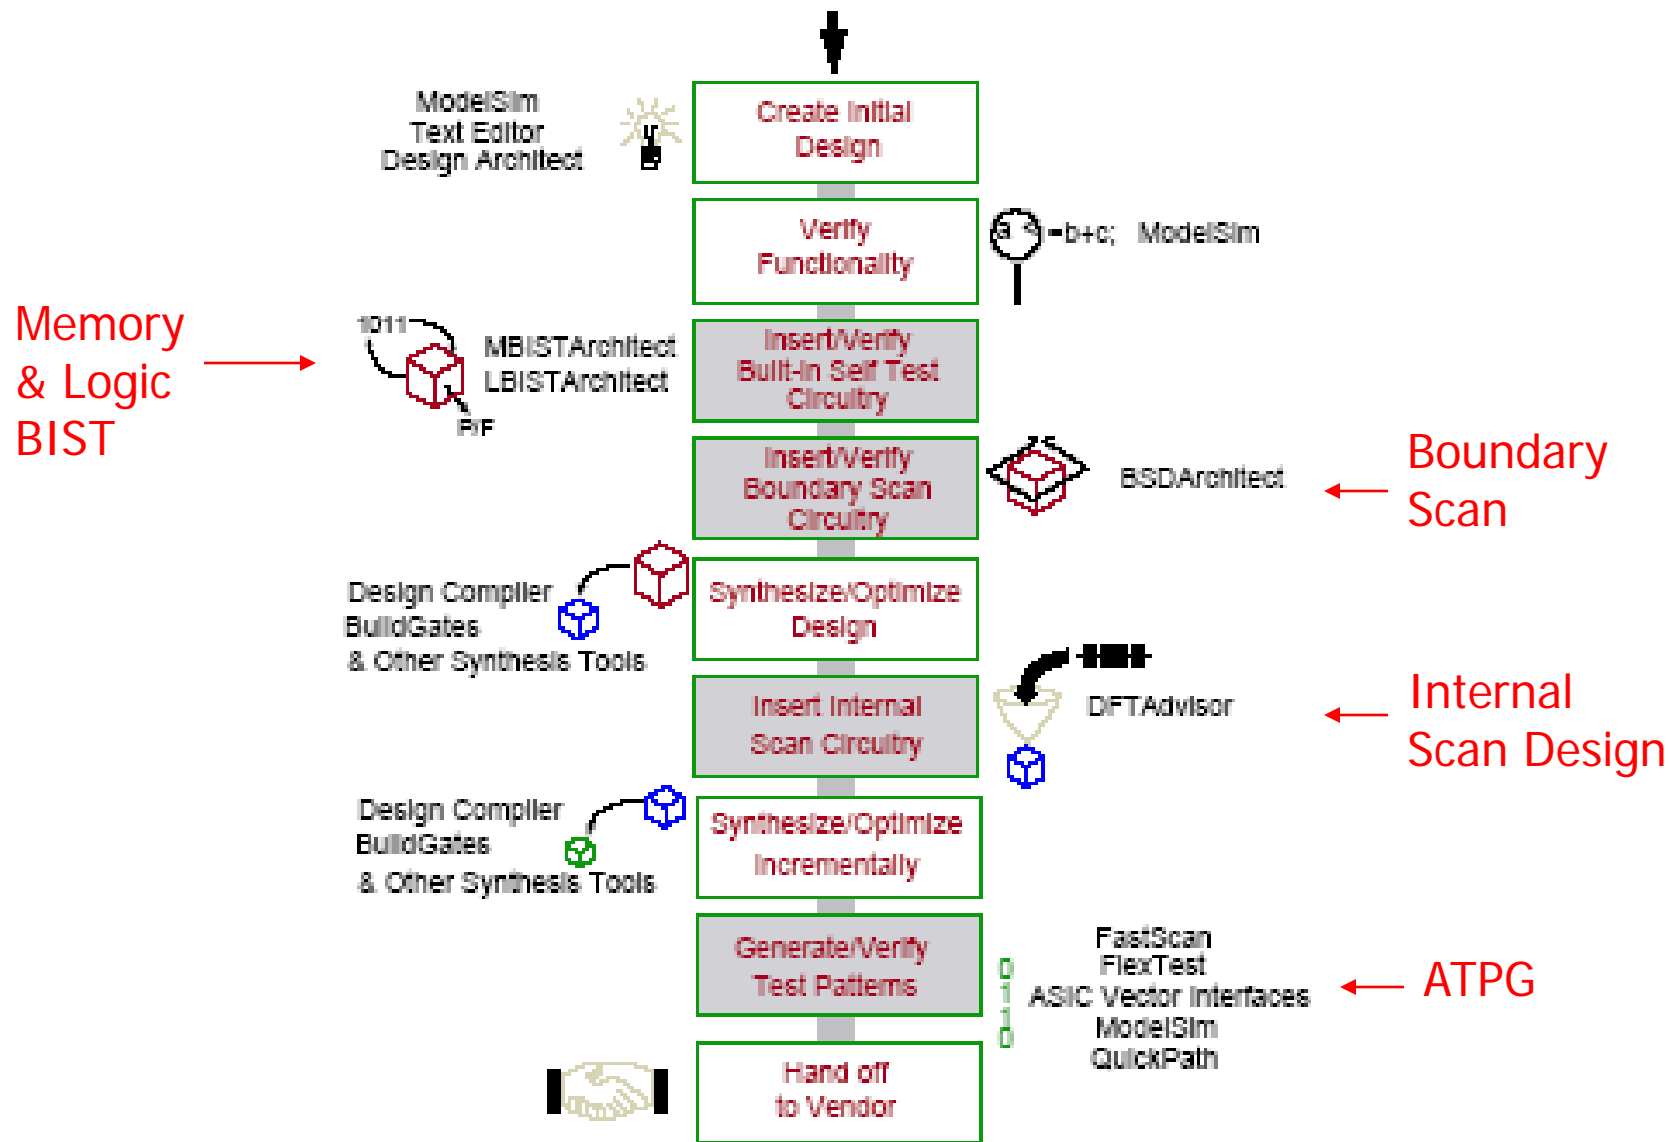 ModelSim
Text Editor
Design Architect
Create Initial
Design
Verify
Functionality
a <=b+c; ModelSim
Memory
& Logic
BIST
1011
P/F
MBISTArchitect
LBISTArchitect
Insert/Verify
Built-in Self Test
Circuitry
Insert/Verify
Boundary Scan
Circuitry
BSDArchitect
Boundary
Scan
Design Compiler
BuildGates
& Other Synthesis Tools
Synthesize/Optimize
Design
Insert Internal
Scan Circuitry
DFTAdvisor
Internal
Scan Design
Design Compiler
BuildGates
& Other Synthesis Tools
Synthesize/Optimize
Incrementally
Generate/Verify
Test Patterns
0
1
1
0
FastScan
FlexTest
ASIC Vector Interfaces
ModelSim
QuickPath
ATPG
Hand off
to Vendor